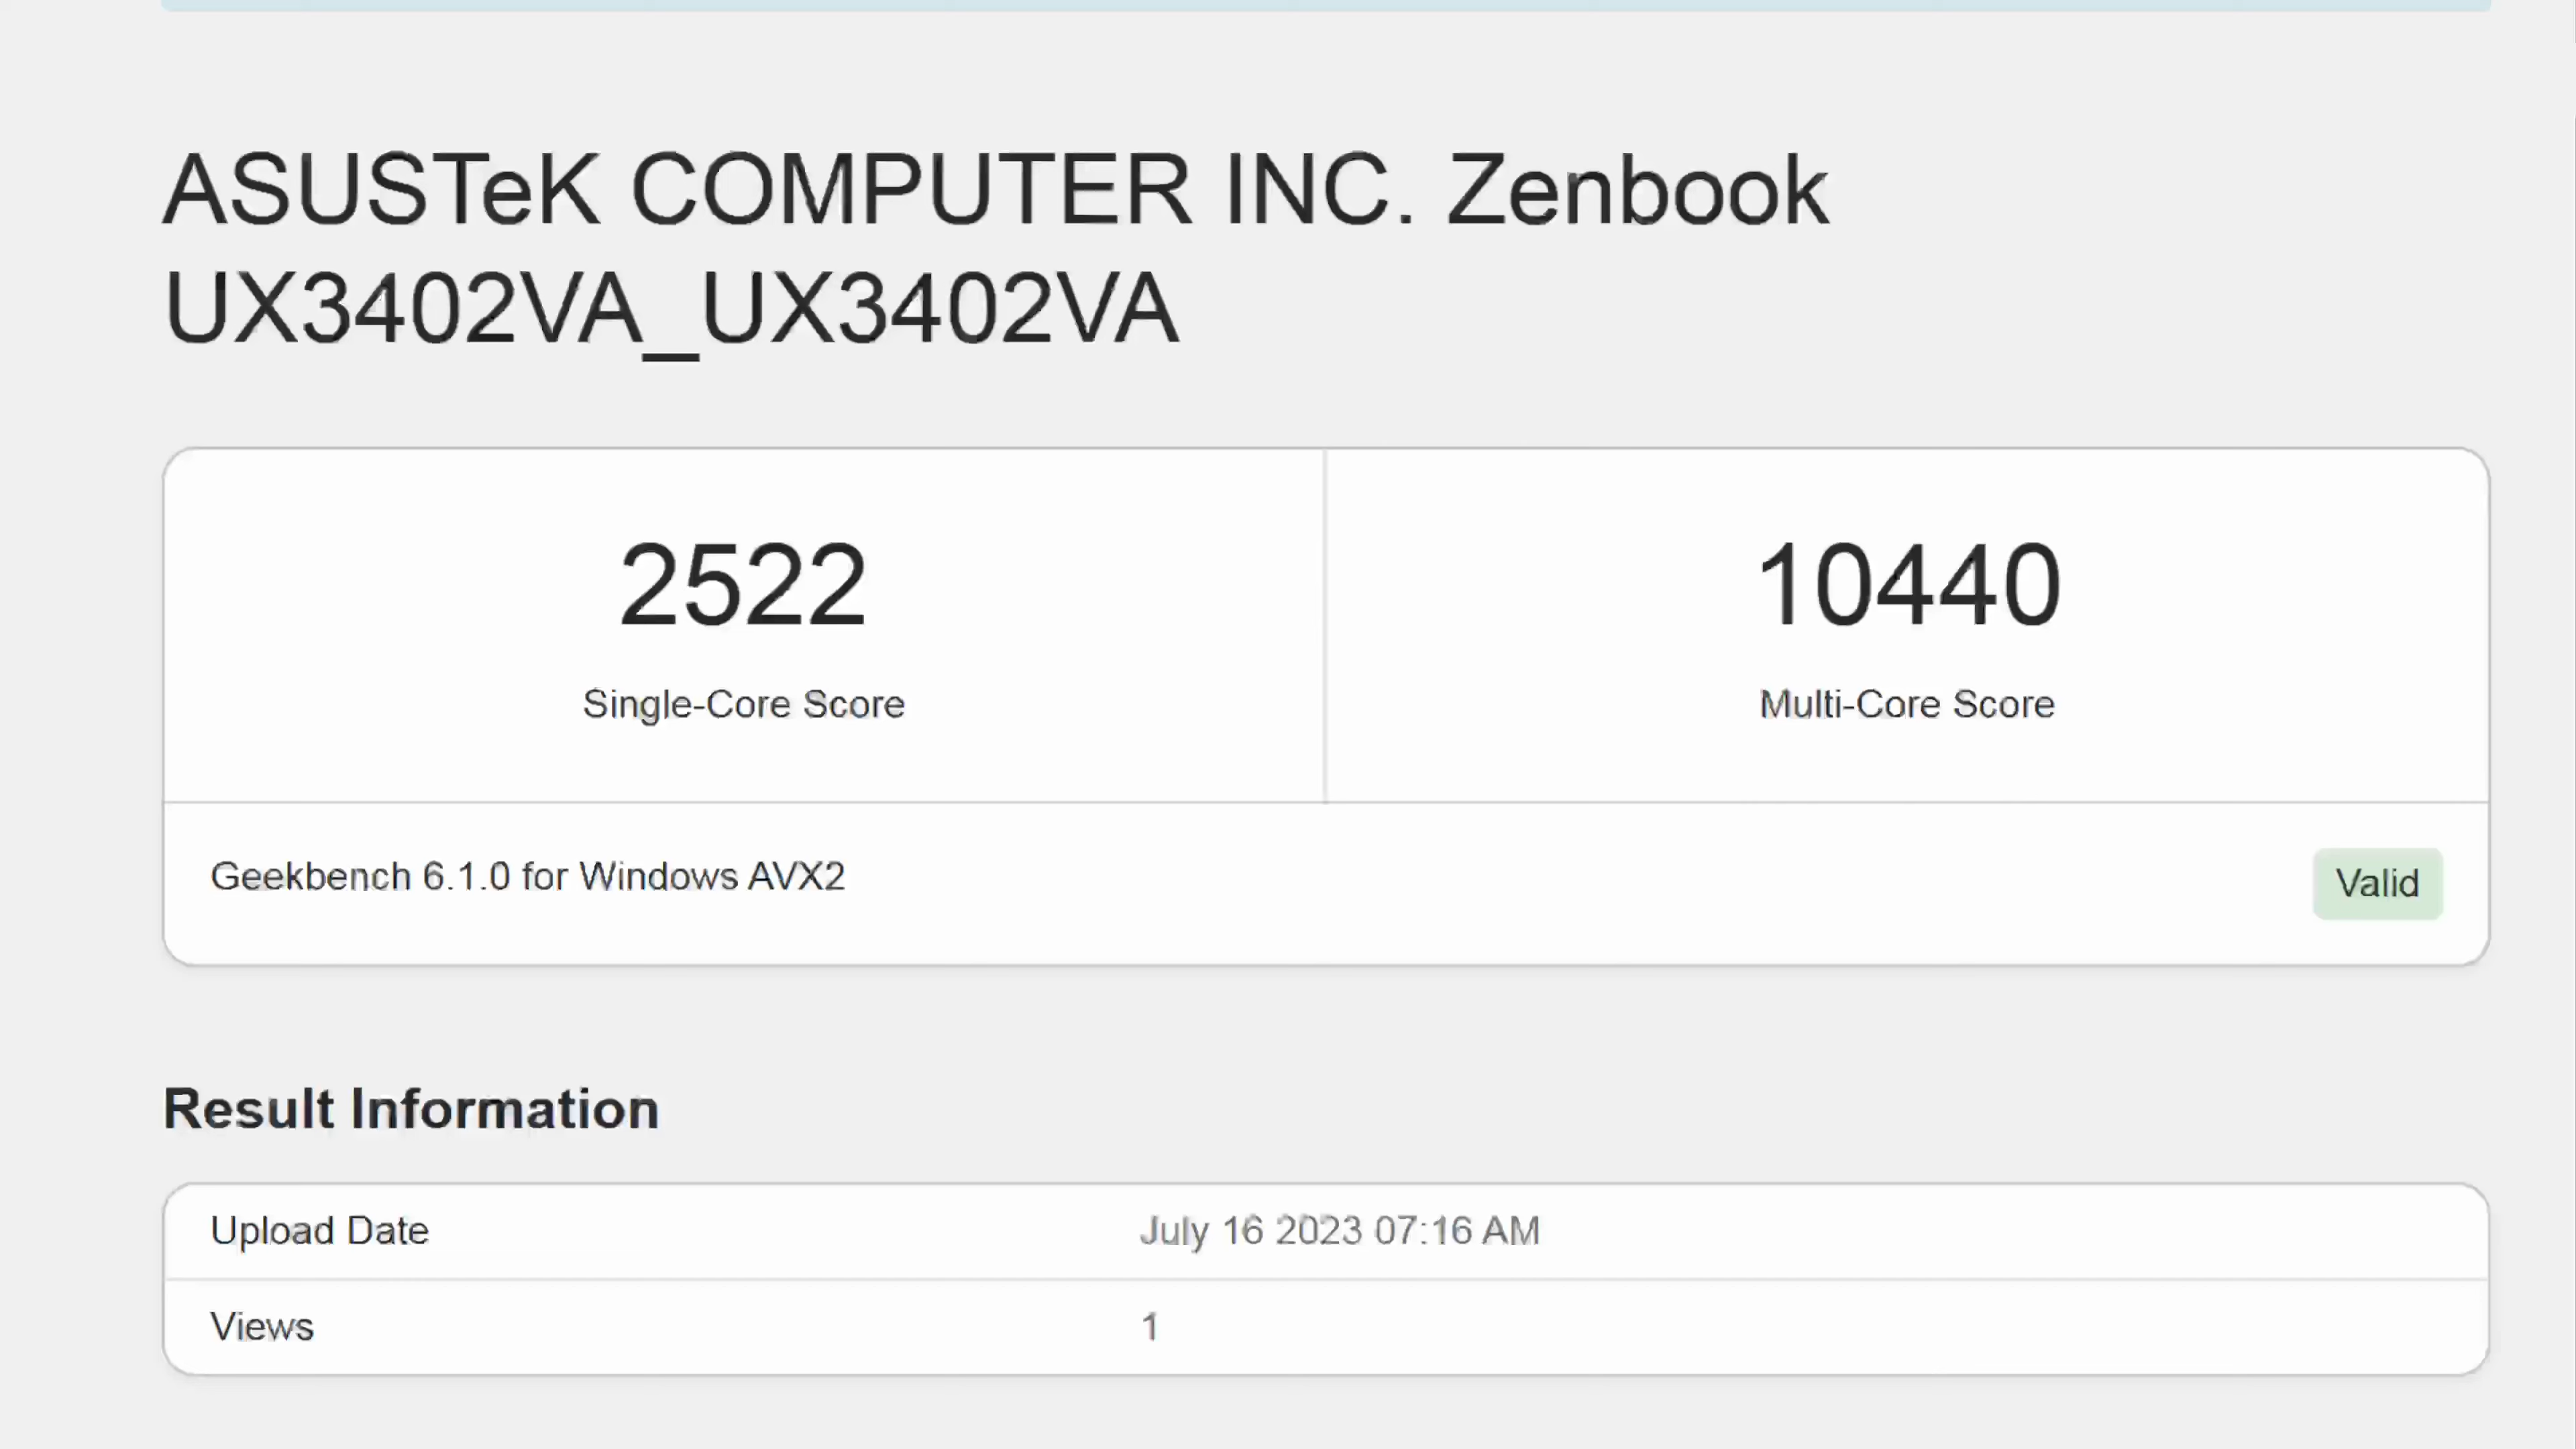 ASUSTeK COMPUTER INC. Zenbook
UX3402VA_UX3402VA
2522
10440
Single-Core Score
Multi-Core Score
Geekbench 6.1.0 for Windows AVX2
Valid
Result Information
Upload Date
July 16 2023 07:16 AM
Views
1